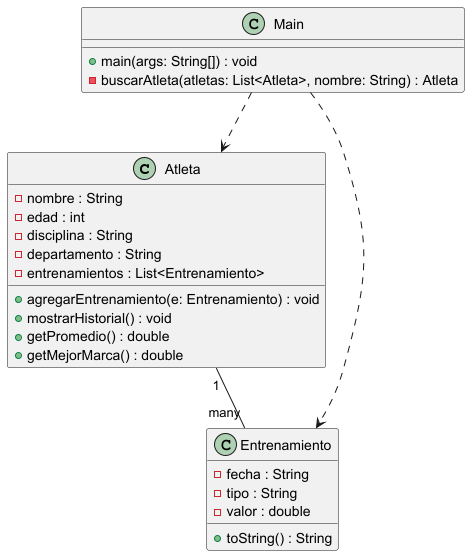 C Main
main(args: String[]) : void
buscarAtleta(atletas: List<Atleta>, nombre: String) : Atleta
C Atleta
nombre : String
edad : int
disciplina : String
departamento : String
entrenamientos : List<Entrenamiento>
agregarEntrenamiento(e: Entrenamiento) : void
mostrarHistorial() : void
getPromedio() : double
getMejorMarca() : double
1
many
C Entrenamiento
fecha : String
tipo : String
valor : double
toString() : String